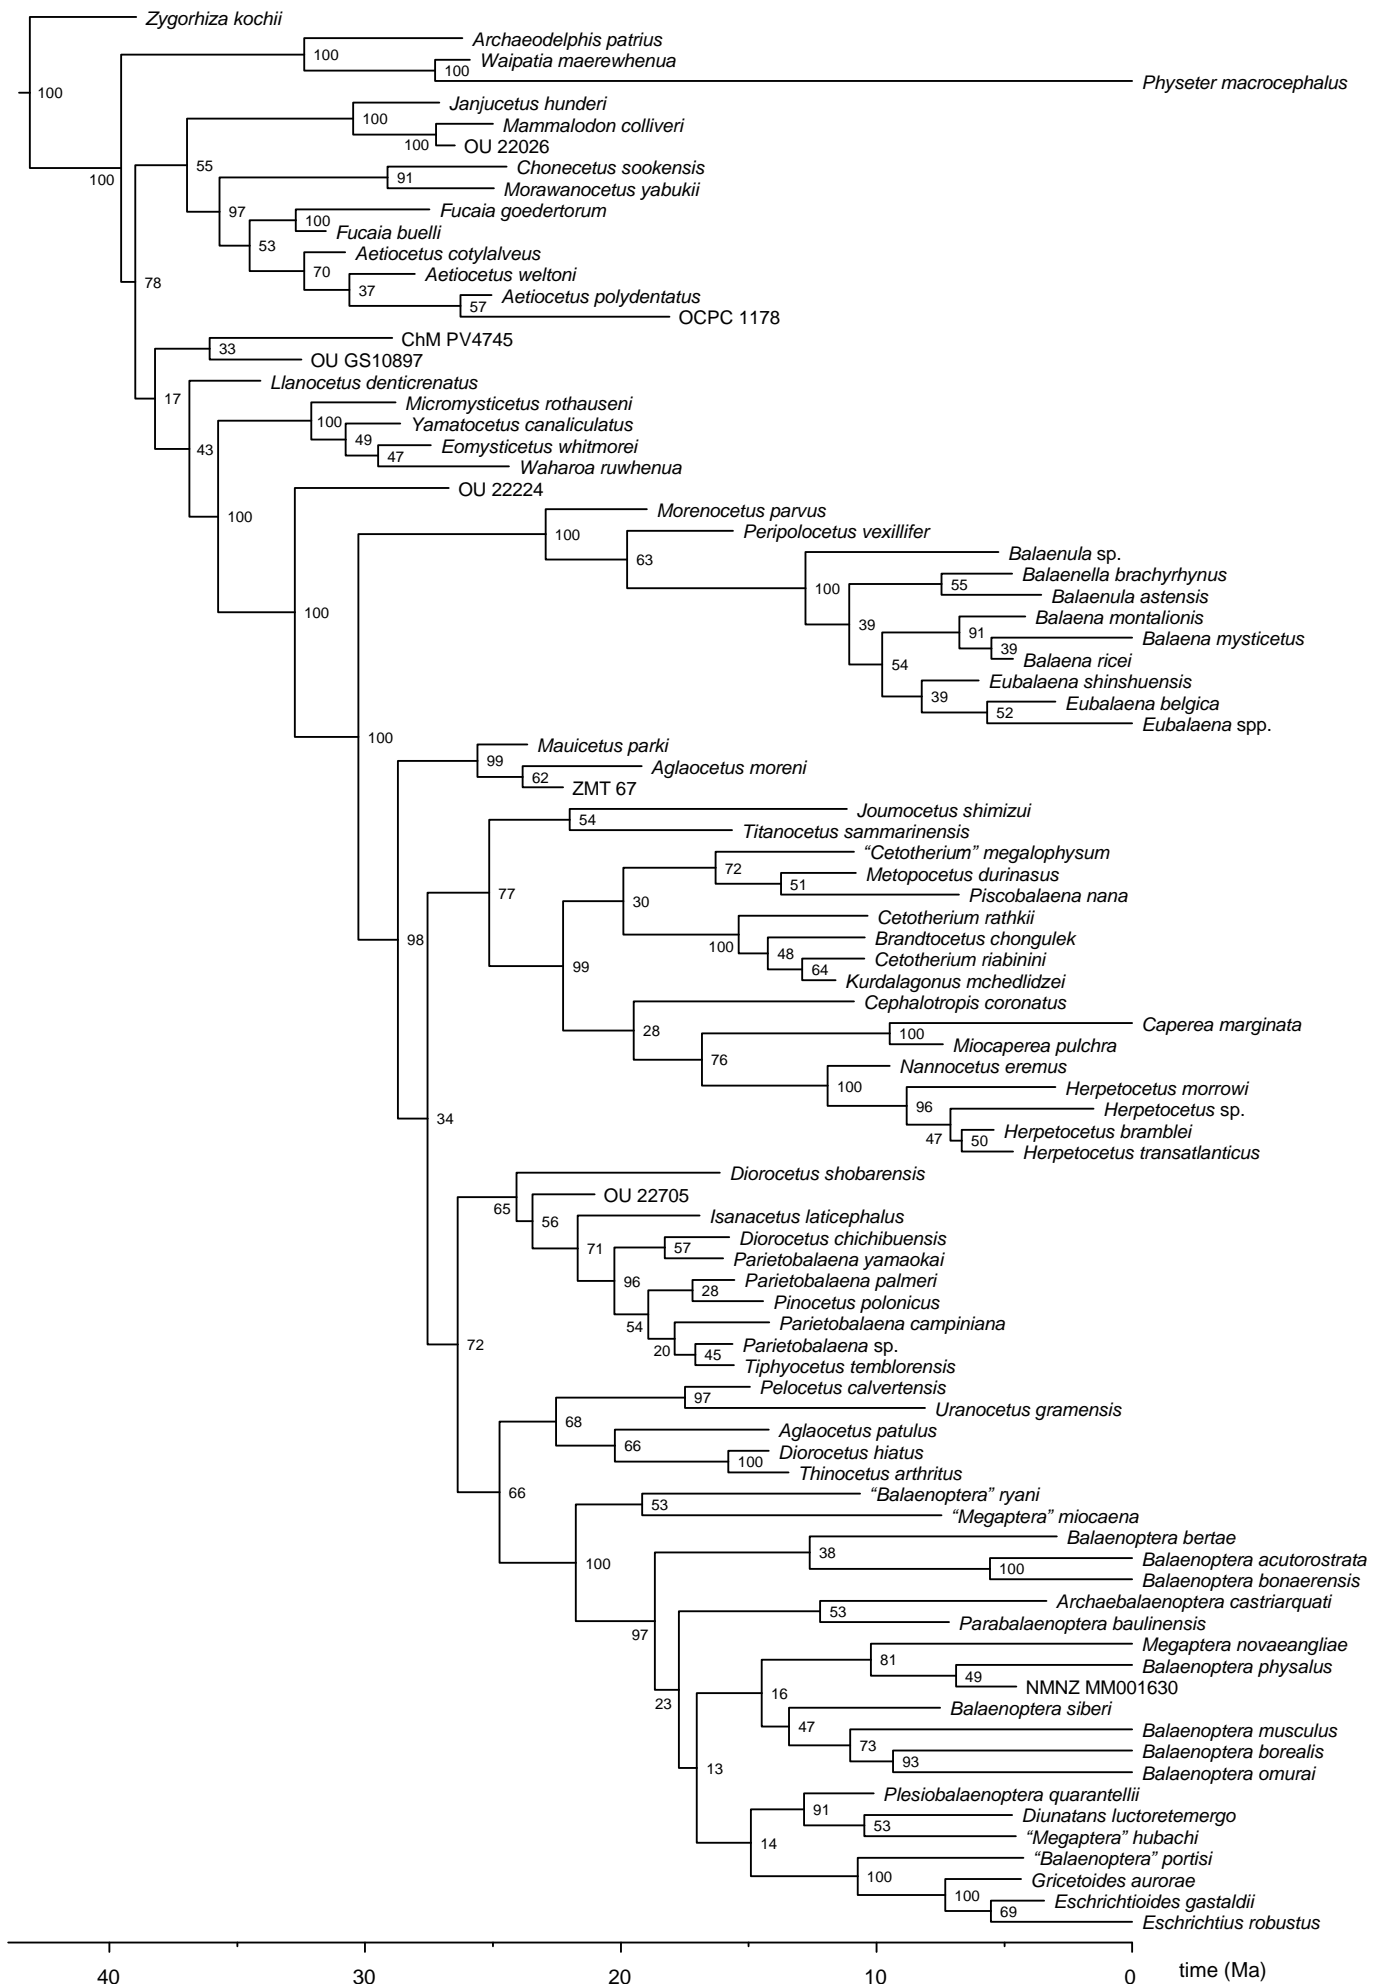 Zygorhiza kochii
Archaeodelphis patrius
100
Waipatia maerewhenua
100
Physeter macrocephalus
100
Janjucetus hunderi
100
Mammalodon colliveri
100
OU 22026
55
Chonecetus sookensis
100
91
Morawanocetus yabukii
97
Fucaia goedertorum
100
Fucaia buelli
53
Aetiocetus cotylalveus
70
Aetiocetus weltoni
78
37
Aetiocetus polydentatus
57
OCPC 1178
ChM PV4745
33
OU GS10897
Llanocetus denticrenatus
17
Micromysticetus rothauseni
100
Yamatocetus canaliculatus
49
Eomysticetus whitmorei
43
47
Waharoa ruwhenua
OU 22224
100
Morenocetus parvus
100
Peripolocetus vexillifer
63
Balaenula sp.
Balaenella brachyrhynus
55
100
Balaenula astensis
100
Balaena montalionis
39
91
Balaena mysticetus
39
Balaena ricei
54
Eubalaena shinshuensis
39
Eubalaena belgica
52
Eubalaena spp.
100
Mauicetus parki
99
Aglaocetus moreni
62
ZMT 67
Joumocetus shimizui
54
Titanocetus sammarinensis
“Cetotherium” megalophysum
72
Metopocetus durinasus
51
77
Piscobalaena nana
30
Cetotherium rathkii
98
100
Brandtocetus chongulek
48
Cetotherium riabinini
99
64
Kurdalagonus mchedlidzei
Cephalotropis coronatus
28
Caperea marginata
100
Miocaperea pulchra
76
Nannocetus eremus
100
Herpetocetus morrowi
96
Herpetocetus sp.
34
Herpetocetus bramblei
47
50
Herpetocetus transatlanticus
Diorocetus shobarensis
65
OU 22705
56
Isanacetus laticephalus
71
Diorocetus chichibuensis
57
Parietobalaena yamaokai
96
Parietobalaena palmeri
28
Pinocetus polonicus
54
Parietobalaena campiniana
72
20
Parietobalaena sp.
45
Tiphyocetus temblorensis
Pelocetus calvertensis
97
Uranocetus gramensis
68
Aglaocetus patulus
66
Diorocetus hiatus
100
Thinocetus arthritus
66
“Balaenoptera” ryani
53
“Megaptera” miocaena
Balaenoptera bertae
100
38
Balaenoptera acutorostrata
100
Balaenoptera bonaerensis
Archaebalaenoptera castriarquati
53
Parabalaenoptera baulinensis
97
Megaptera novaeangliae
81
Balaenoptera physalus
49
NMNZ MM001630
23
16
Balaenoptera siberi
47
Balaenoptera musculus
73
Balaenoptera borealis
93
13
Balaenoptera omurai
Plesiobalaenoptera quarantellii
91
Diunatans luctoretemergo
53
“Megaptera” hubachi
14
“Balaenoptera” portisi
100
Gricetoides aurorae
100
Eschrichtioides gastaldii
69
Eschrichtius robustus
40 30 20 10 0 time (Ma)